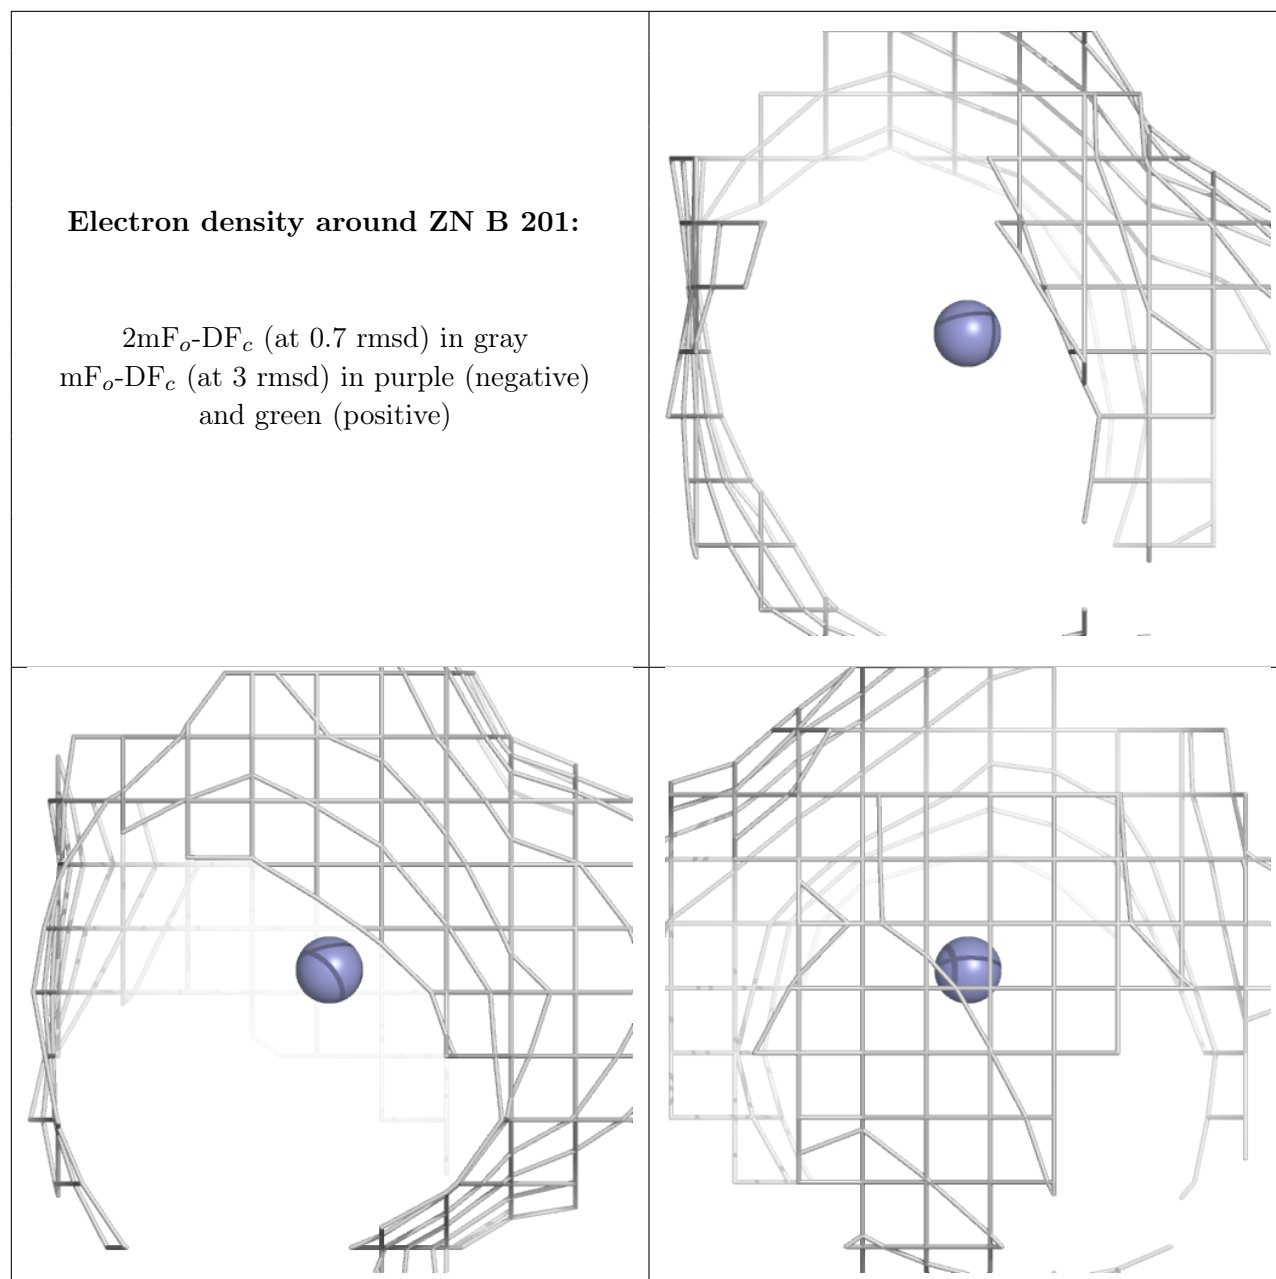 Electron density around ZN B 201:
2mFo-DFc (at 0.7 rmsd) in gray
mFo-DFc (at 3 rmsd) in purple (negative)
and green (positive)